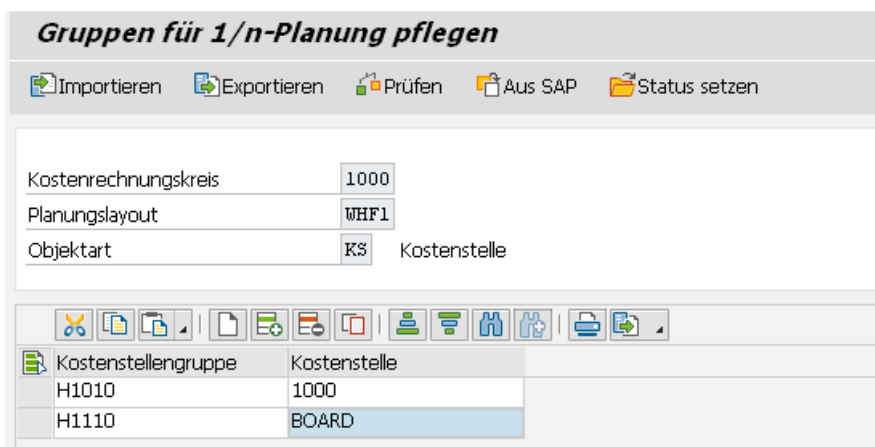 Gruppen für 1/n-Planung pflegen
Importieren Exportieren Prüfen Aus SAP Status setzen
Kostenrechnungskreis 1000
Planungslayout WHF1
Objektart KS Kostenstelle
Kostenstellengruppe Kostenstelle
H1010 1000
H1110 BOARD